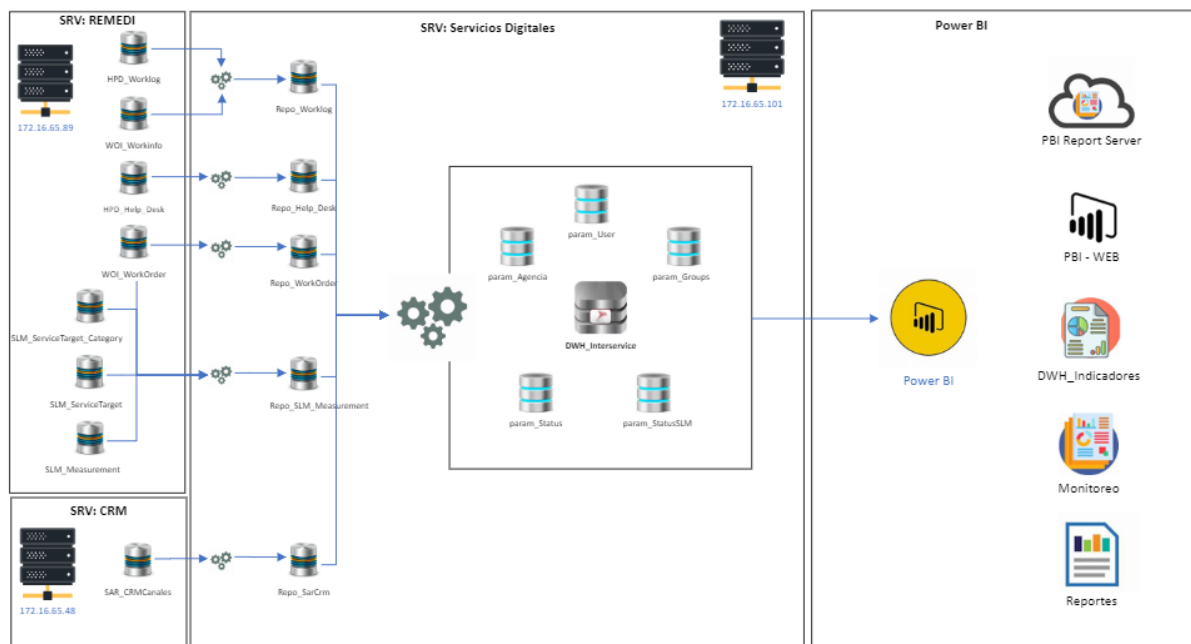 SRV: REMEDI
172.16.65.89
HPD_Worklog
WOI_Workinfo
HPD_Help_Desk
WOI_WorkOrder
SLM_ServiceTarget_Category
SLM_ServiceTarget
SLM_Measurement
SRV: CRM
172.16.65.48
SAR_CRMCanales
SRV: Servicios Digitales
172.16.65.101
Repo_Worklog
Repo_Help_Desk
Repo_WorkOrder
Repo_SLM_Measurement
Repo_SarCrm
param_User
param_Agencia
param_Groups
DWH_Interservice
param_Status
param_StatusSLM
Power BI
Power BI
PBI Report Server
PBI - WEB
DWH_Indicadores
Monitoreo
Reportes